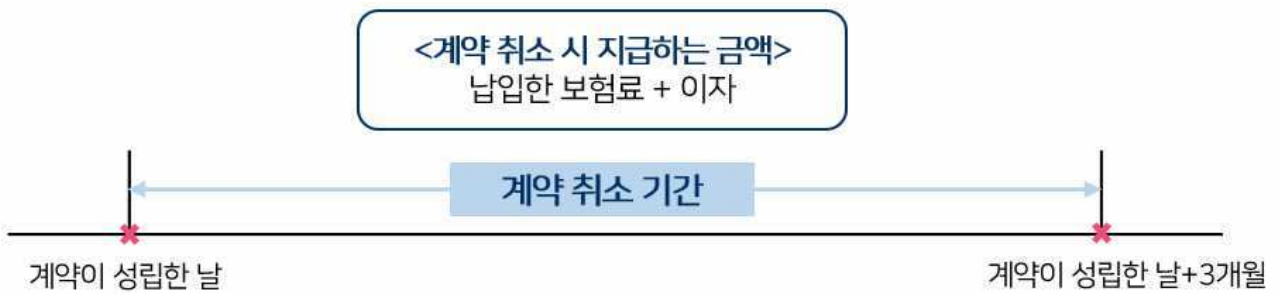 <계약 취소 시 지급하는 금액>
납입한 보험료 + 이자
계약 취소 기간
계약이 성립한 날
계약이 성립한 날+3개월